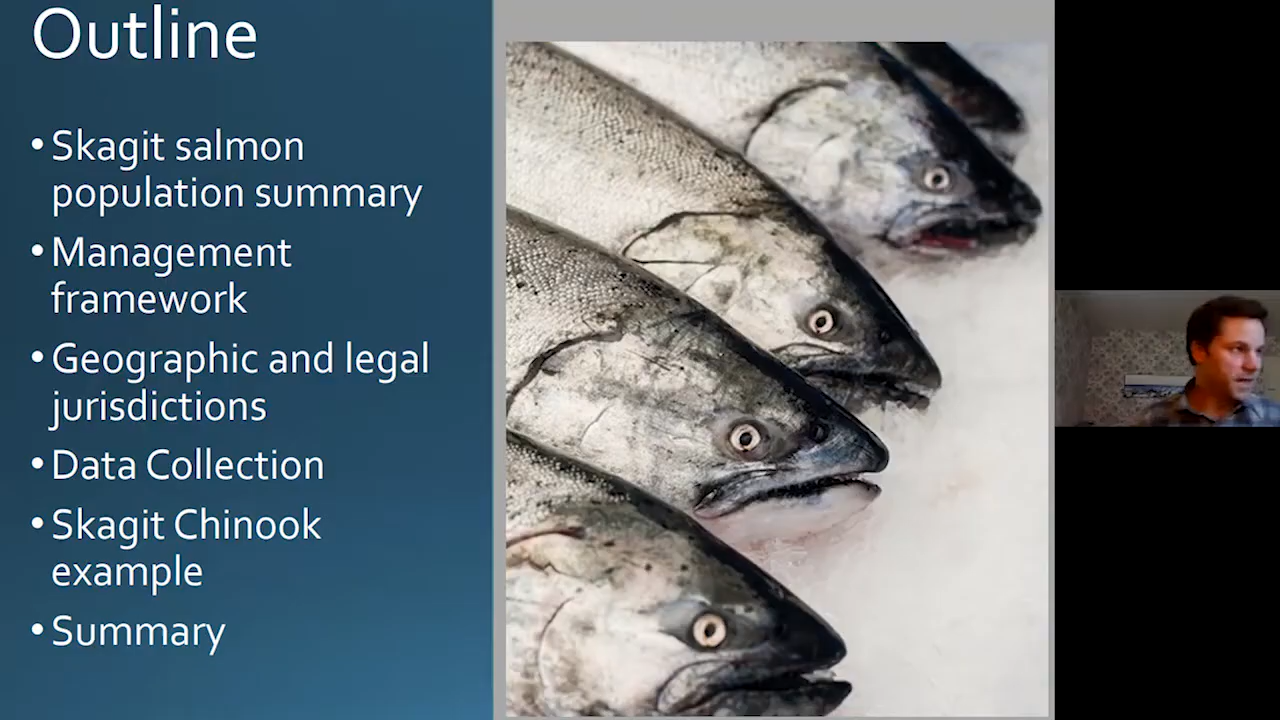 Outline
• Skagit salmon
population summary
• Management
framework
• Geographic and legal
jurisdictions
• Data Collection
• Skagit Chinook
example
• Summary